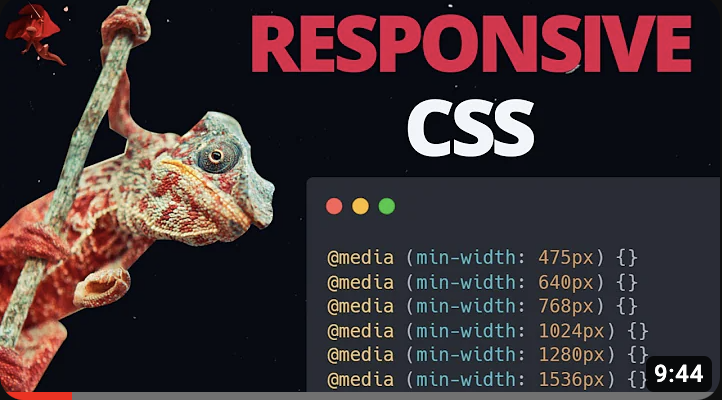 RESPONSIVE
CSS
@media (min-width: 475px) {}
@media (min-width: 640px) {}
@media (min-width: 768px) {}
@media (min-width: 1024px) {}
@media (min-width: 1280px) {}
@media (min-width: 1536px) {}
9:44